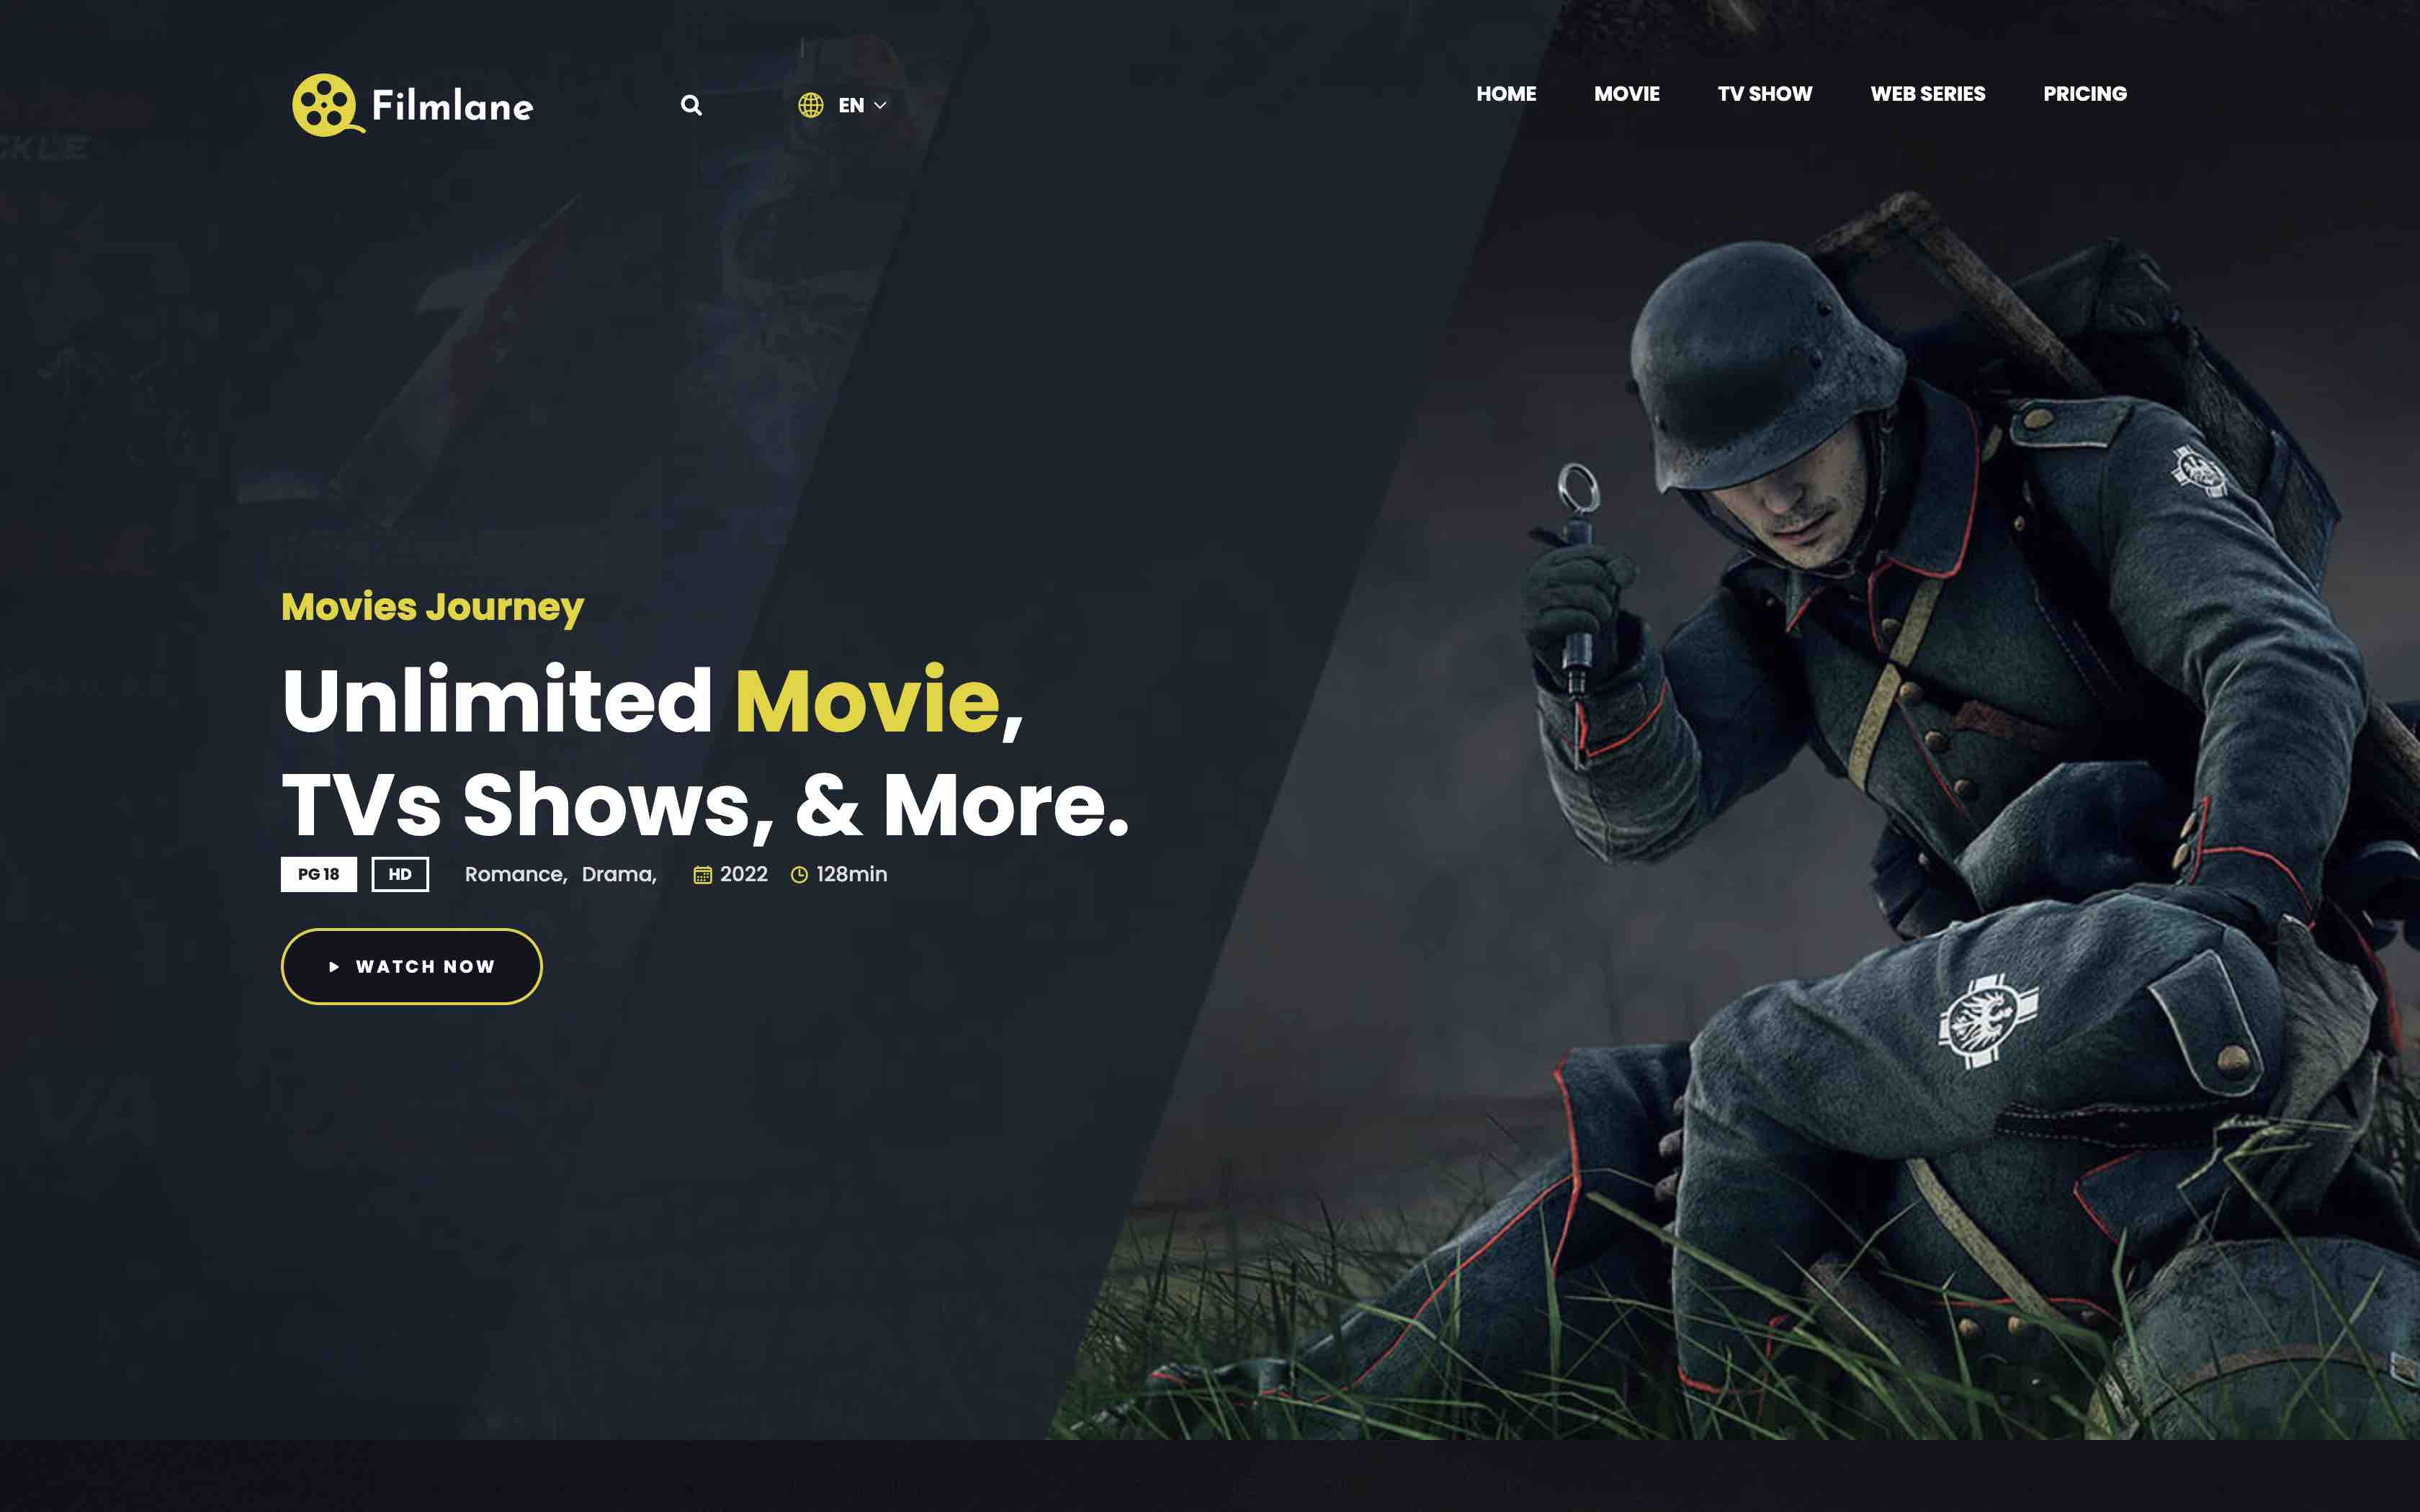 Filmlane
EN
HOME MOVIE TV SHOW WEB SERIES PRICING
Movies Journey
Unlimited Movie,
TVs Shows, & More.
PG 18 HD Romance, Drama, 2022 128min
WATCH NOW